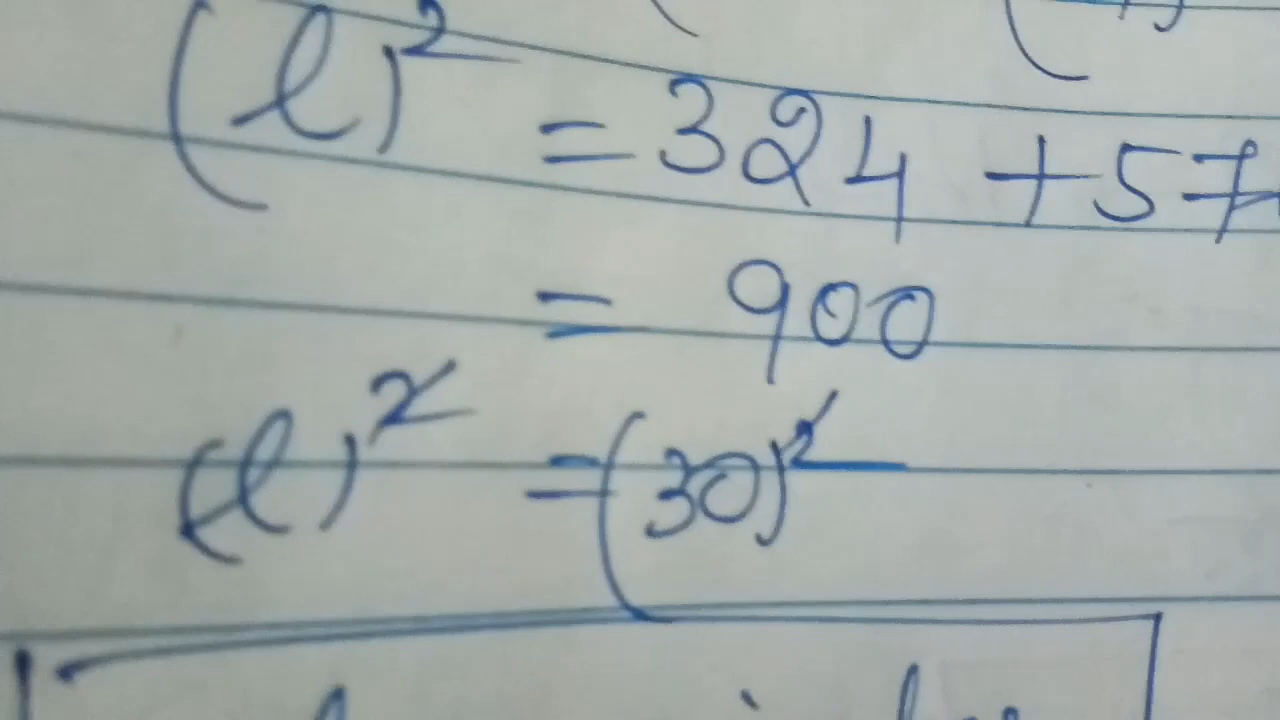 (l)² = 324 + 57
= 900
(l)² = (30)²